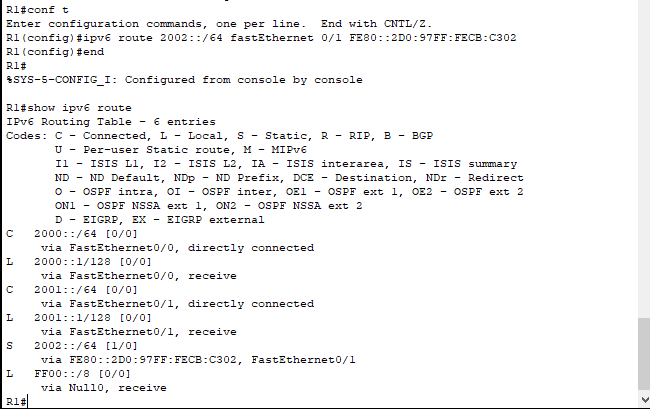 R1#conf t
Enter configuration commands, one per line.  End with CNTL/Z.
R1(config)#ipv6 route 2002::/64 fastEthernet 0/1 FE80::2D0:97FF:FECB:C302
R1(config)#end
R1#
%SYS-5-CONFIG_I: Configured from console by console

R1#show ipv6 route
IPv6 Routing Table - 6 entries
Codes: C - Connected, L - Local, S - Static, R - RIP, B - BGP
       U - Per-user Static route, M - MIPv6
       I1 - ISIS L1, I2 - ISIS L2, IA - ISIS interarea, IS - ISIS summary
       ND - ND Default, NDp - ND Prefix, DCE - Destination, NDr - Redirect
       O - OSPF intra, OI - OSPF inter, OE1 - OSPF ext 1, OE2 - OSPF ext 2
       ON1 - OSPF NSSA ext 1, ON2 - OSPF NSSA ext 2
       D - EIGRP, EX - EIGRP external
C   2000::/64 [0/0]
     via FastEthernet0/0, directly connected
L   2000::1/128 [0/0]
     via FastEthernet0/0, receive
C   2001::/64 [0/0]
     via FastEthernet0/1, directly connected
L   2001::1/128 [0/0]
     via FastEthernet0/1, receive
S   2002::/64 [1/0]
     via FE80::2D0:97FF:FECB:C302, FastEthernet0/1
L   FF00::/8 [0/0]
     via Null0, receive
R1#